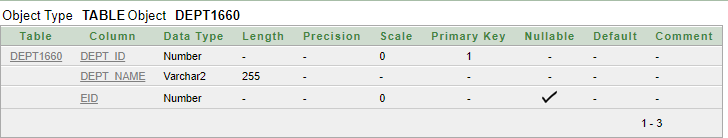 Object Type TABLE Object DEPT1660
Table Column Data Type Length Precision Scale Primary Key Nullable Default Comment
DEPT1660 DEPT_ID Number - - 0 1 - - -
DEPT_NAME Varchar2 255 - - - - - -
EID Number - - 0 - ✓ - -
1 - 3